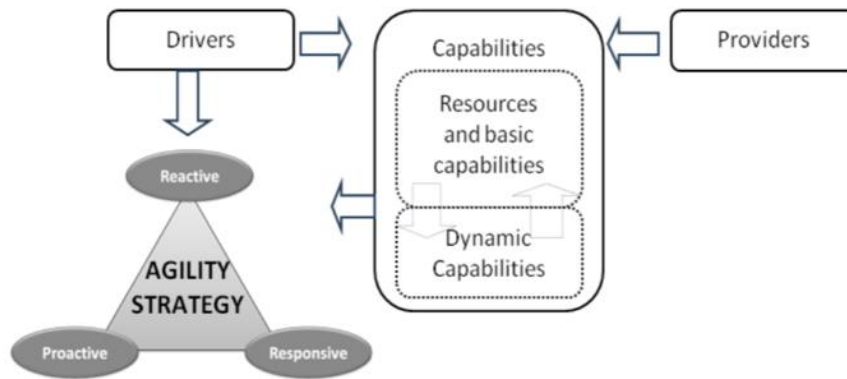 Drivers
Capabilities
Providers
Resources
and basic
capabilities
Dynamic
Capabilities
Reactive
AGILITY
STRATEGY
Proactive
Responsive